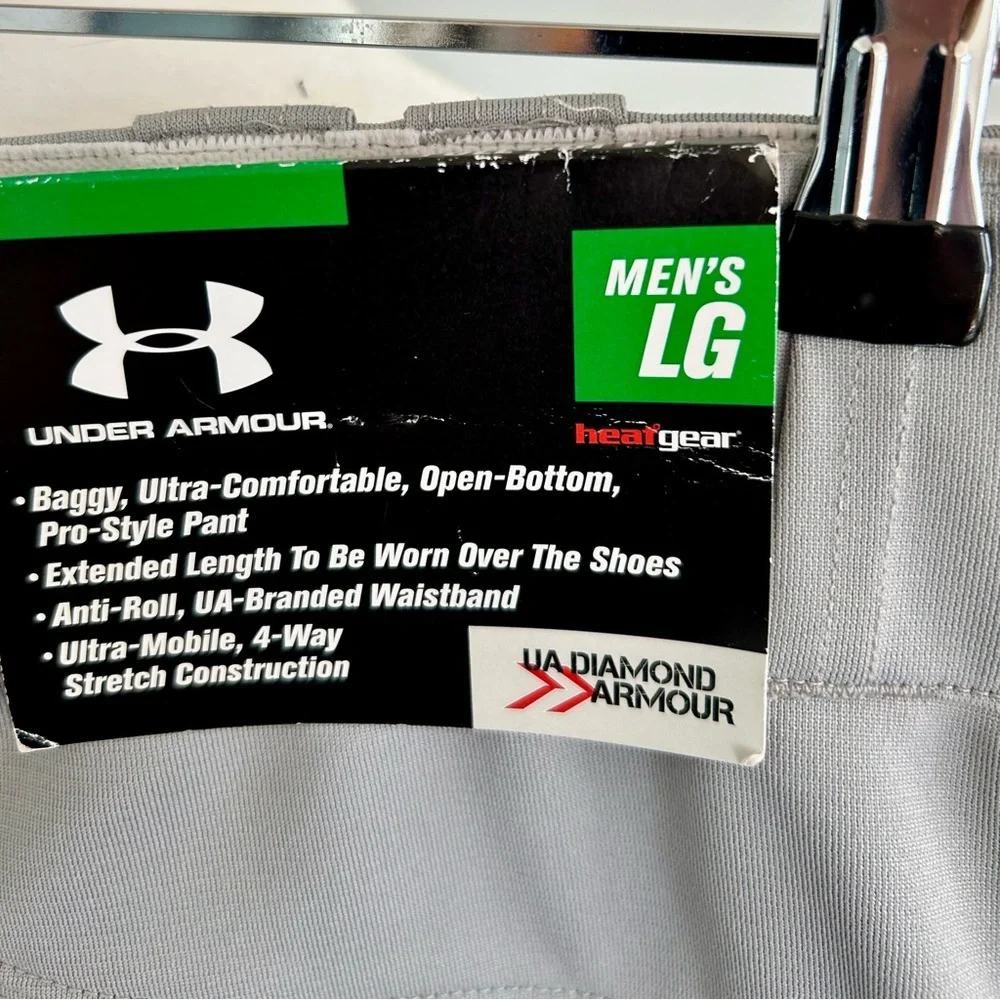 MEN'S
LG
UNDER ARMOUR.
heatgear
• Baggy, Ultra-Comfortable, Open-Bottom,
Pro-Style Pant
• Extended Length To Be Worn Over The Shoes
• Anti-Roll, UA-Branded Waistband
• Ultra-Mobile, 4-Way
Stretch Construction
UA DIAMOND
ARMOUR